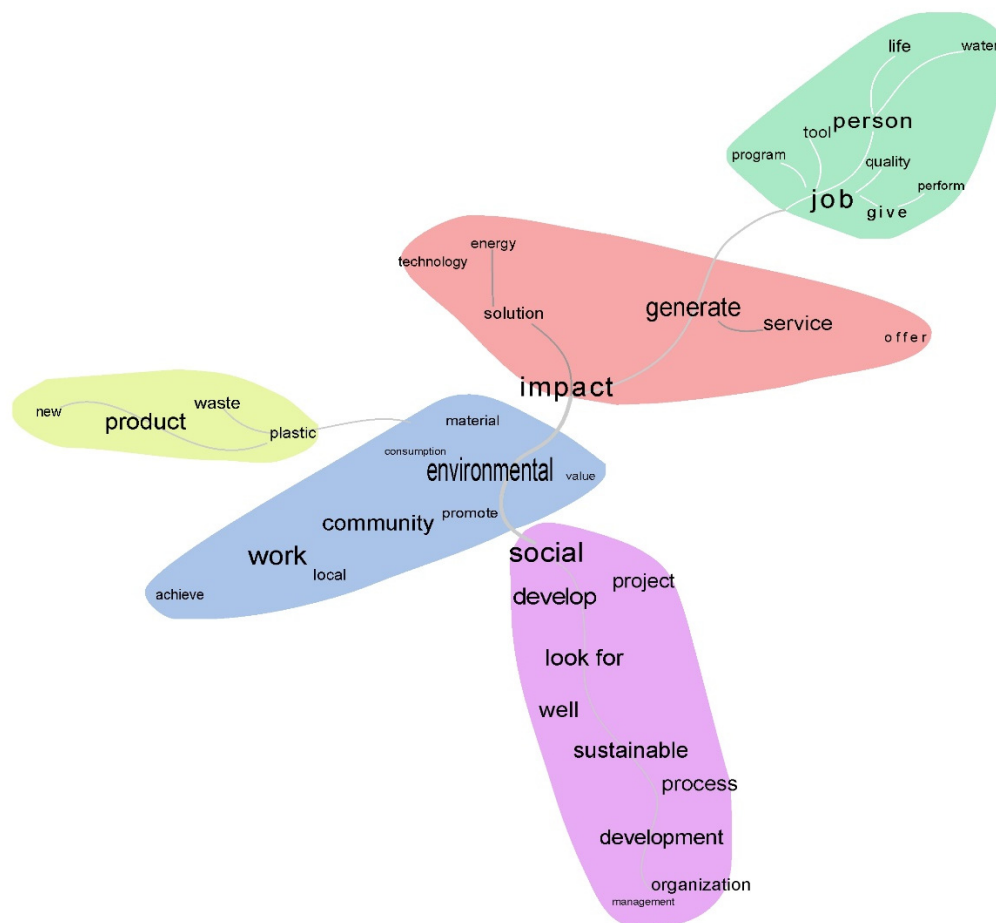 life
water
person
tool
program
quality
perform
job
give
energy
technology
generate
solution
service
offer
impact
waste
new
product
plastic
material
consumption
environmental
value
promote
community
work
local
achieve
social
project
develop
look for
well
sustainable
process
development
organization
management